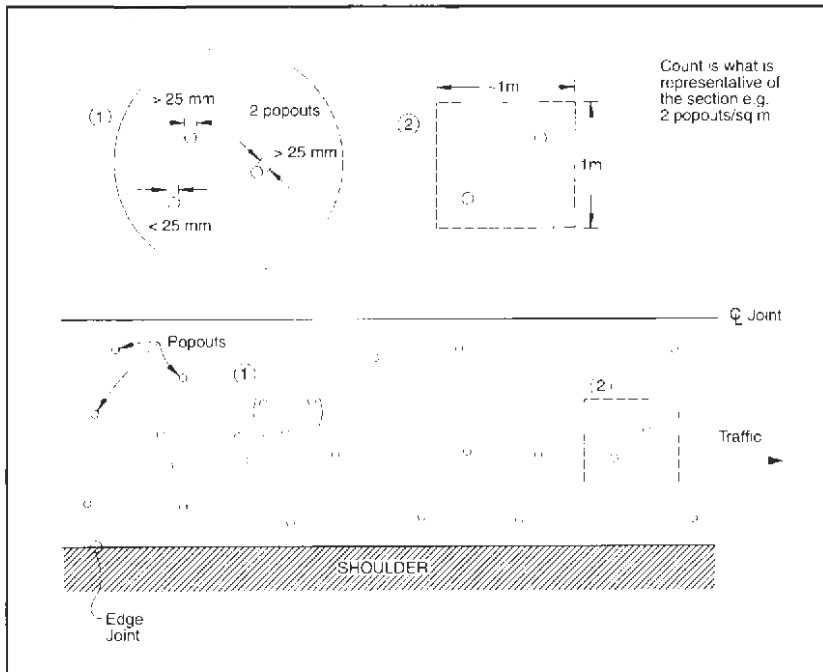 (1)
> 25 mm
2 popouts
> 25 mm
< 25 mm
(2)
1m
1m
Count is what is
representative of
the section e.g.
2 popouts/sq m
℄ Joint
Popouts
(1)
(2)
Traffic
SHOULDER
Edge
Joint